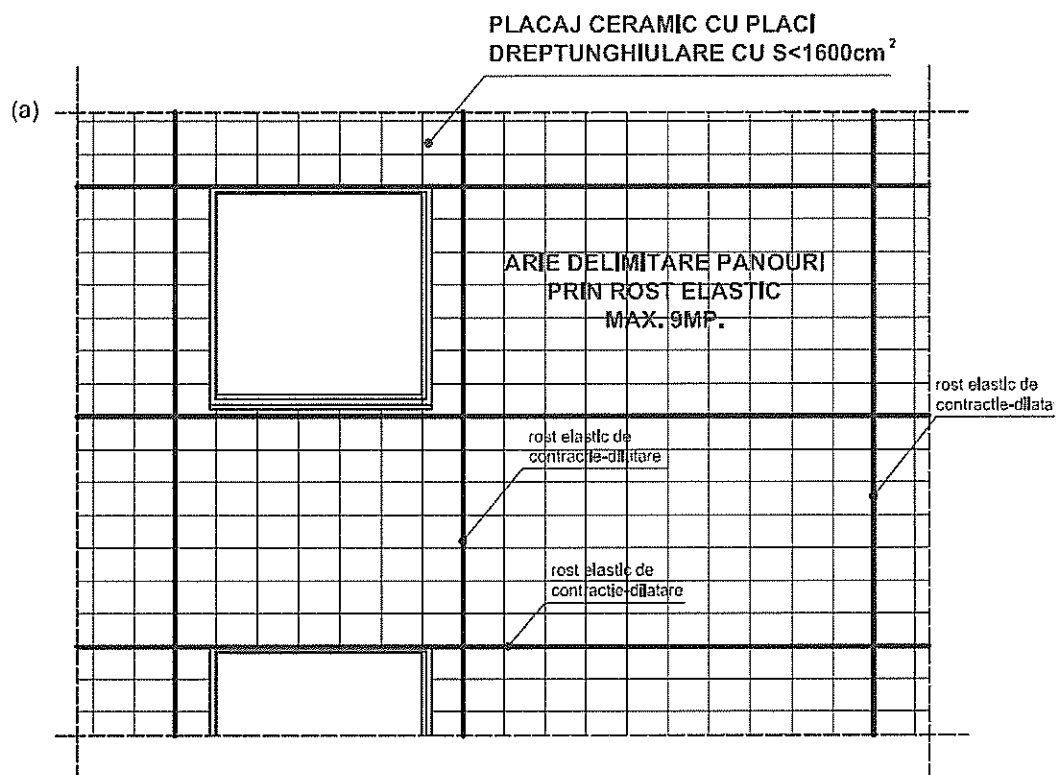 PLACAJ CERAMIC CU PLACI
DREPTUNGHIULARE CU S<1600cm²
(a)
ARIE DELIMITARE PANOURI
PRIN ROST ELASTIC
MAX. 9MP.
rost elastic de
contractie-dilata
rost elastic de
contractie-dilatare
rost elastic de
contractie-dilatare